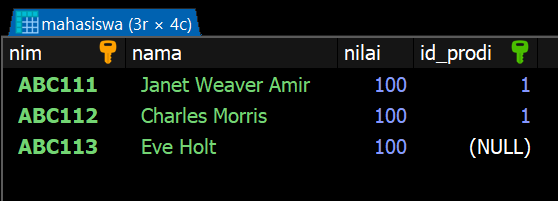 mahasiswa (3r × 4c)
nim nama nilai id_prodi
ABC111 Janet Weaver Amir 100 1
ABC112 Charles Morris 100 1
ABC113 Eve Holt 100 (NULL)